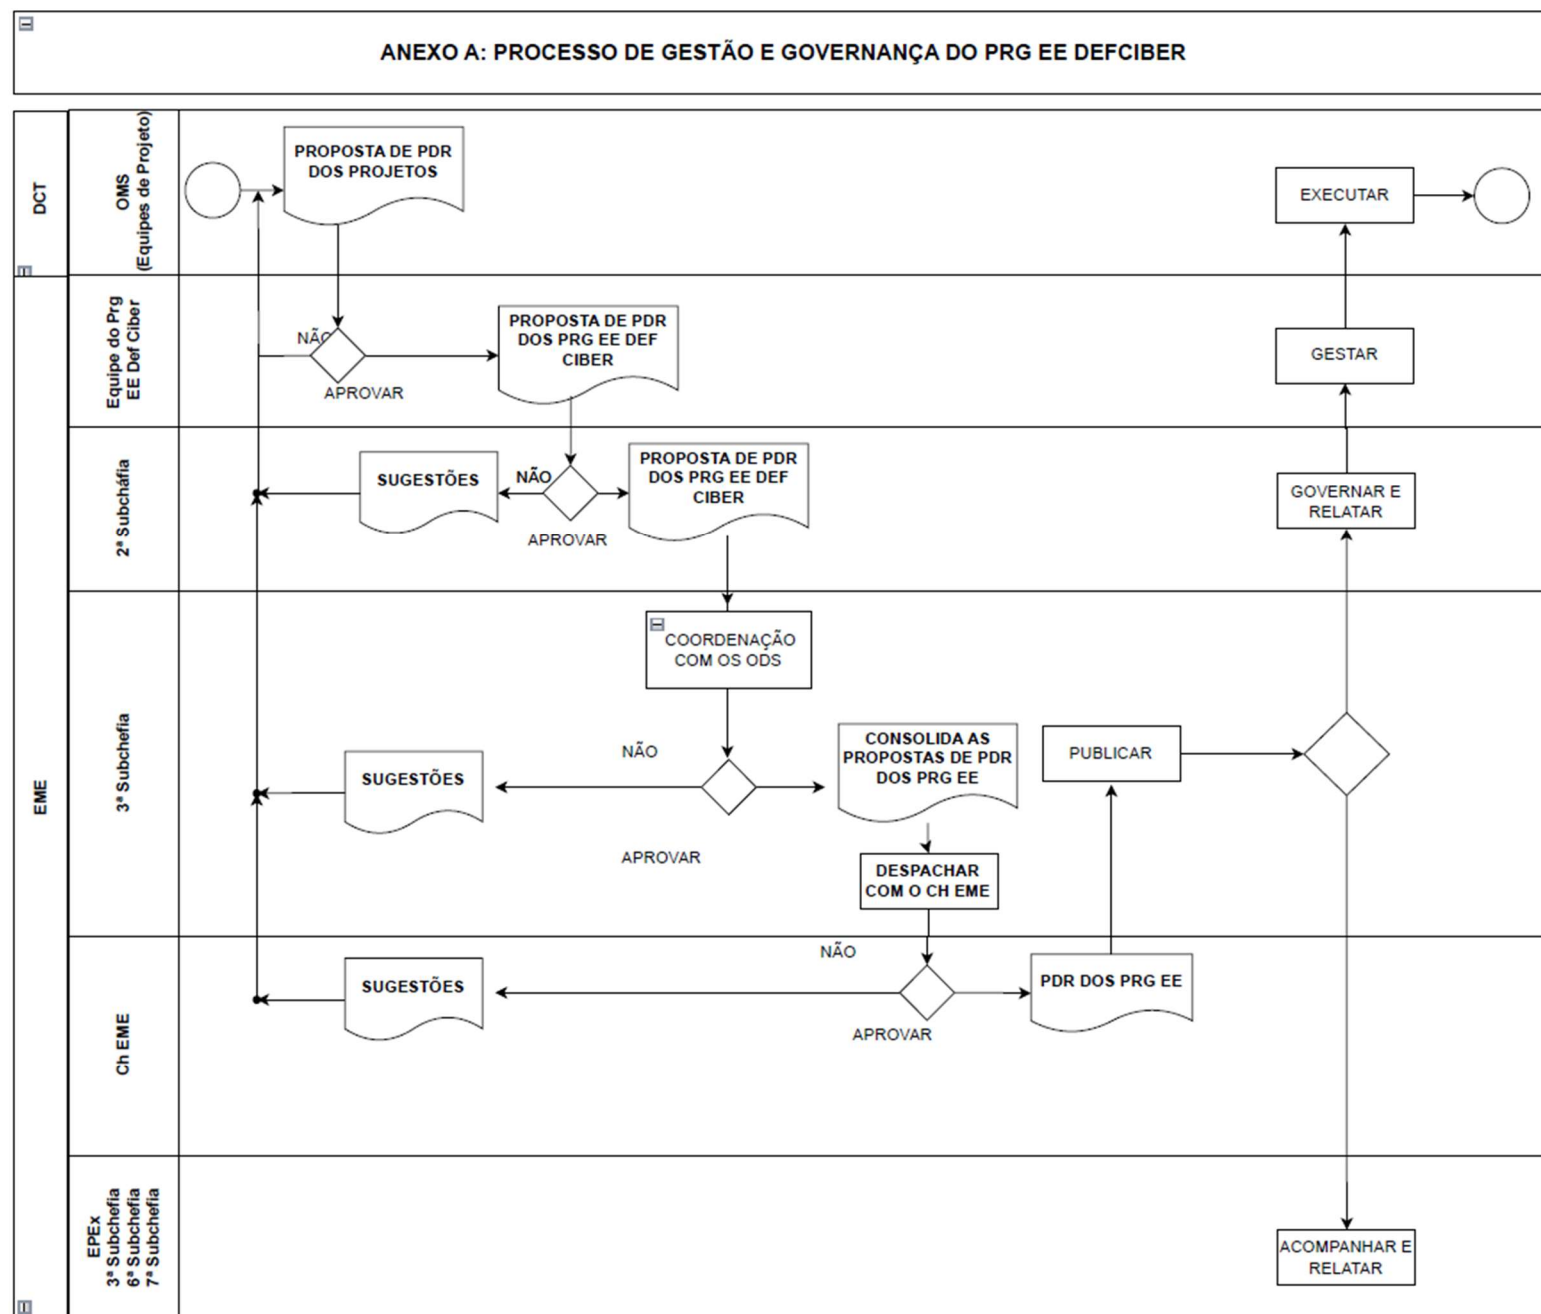 ANEXO A: PROCESSO DE GESTÃO E GOVERNANÇA DO PRG EE DEFCIBER
DCT
OMS
(Equipes de Projeto)
PROPOSTA DE PDR
DOS PROJETOS
EXECUTAR
EME
Equipe do Prg
EE Def Ciber
NÃO
APROVAR
PROPOSTA DE PDR
DOS PRG EE DEF
CIBER
GESTAR
2ª Subcháfia
SUGESTÕES
NÃO
APROVAR
PROPOSTA DE PDR
DOS PRG EE DEF
CIBER
GOVERNAR E
RELATAR
3ª Subchefia
COORDENAÇÃO
COM OS ODS
SUGESTÕES
NÃO
APROVAR
CONSOLIDA AS
PROPOSTAS DE PDR
DOS PRG EE
DESPACHAR
COM O CH EME
PUBLICAR
Ch EME
SUGESTÕES
NÃO
APROVAR
PDR DOS PRG EE
EPEx
3ª Subchefia
6ª Subchefia
7ª Subchefia
ACOMPANHAR E
RELATAR